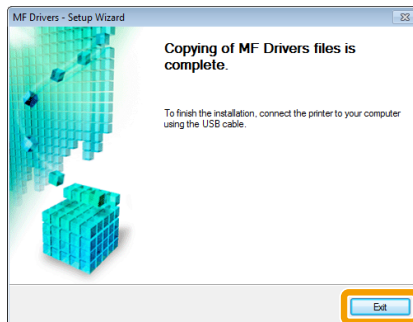 MF Drivers - Setup Wizard
Copying of MF Drivers files is
complete.
To finish the installation, connect the printer to your computer
using the USB cable.
Exit